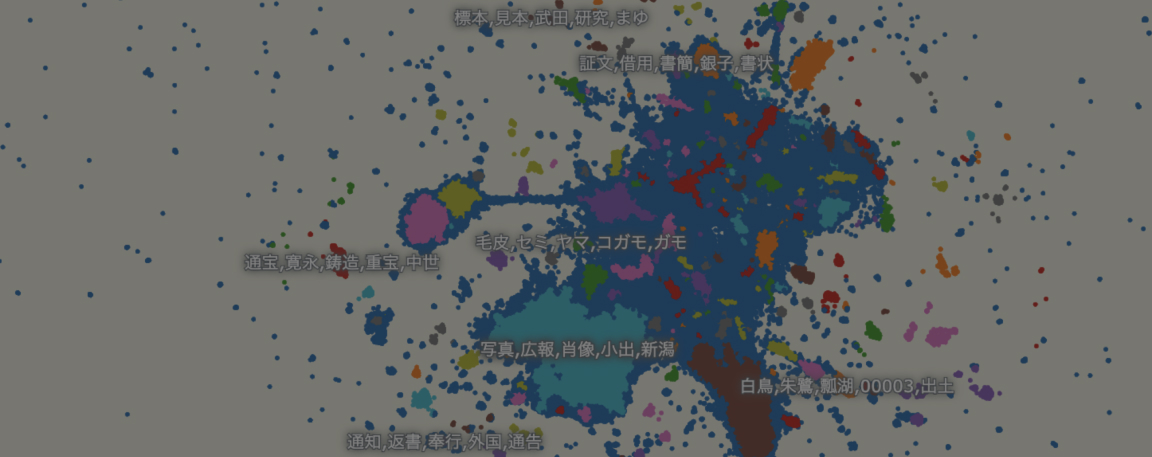 標本,見本,武田,研究,まゆ
証文,借用,書簡,銀子,書状
毛皮,セミ,ヤマ,コガモ,ガモ
通宝,寛永,鋳造,重宝,中世
写真,広報,肖像,小出,新潟
白鳥,朱鷺,瓢湖,00003,出土
通知,返書,奉行,外国,通告